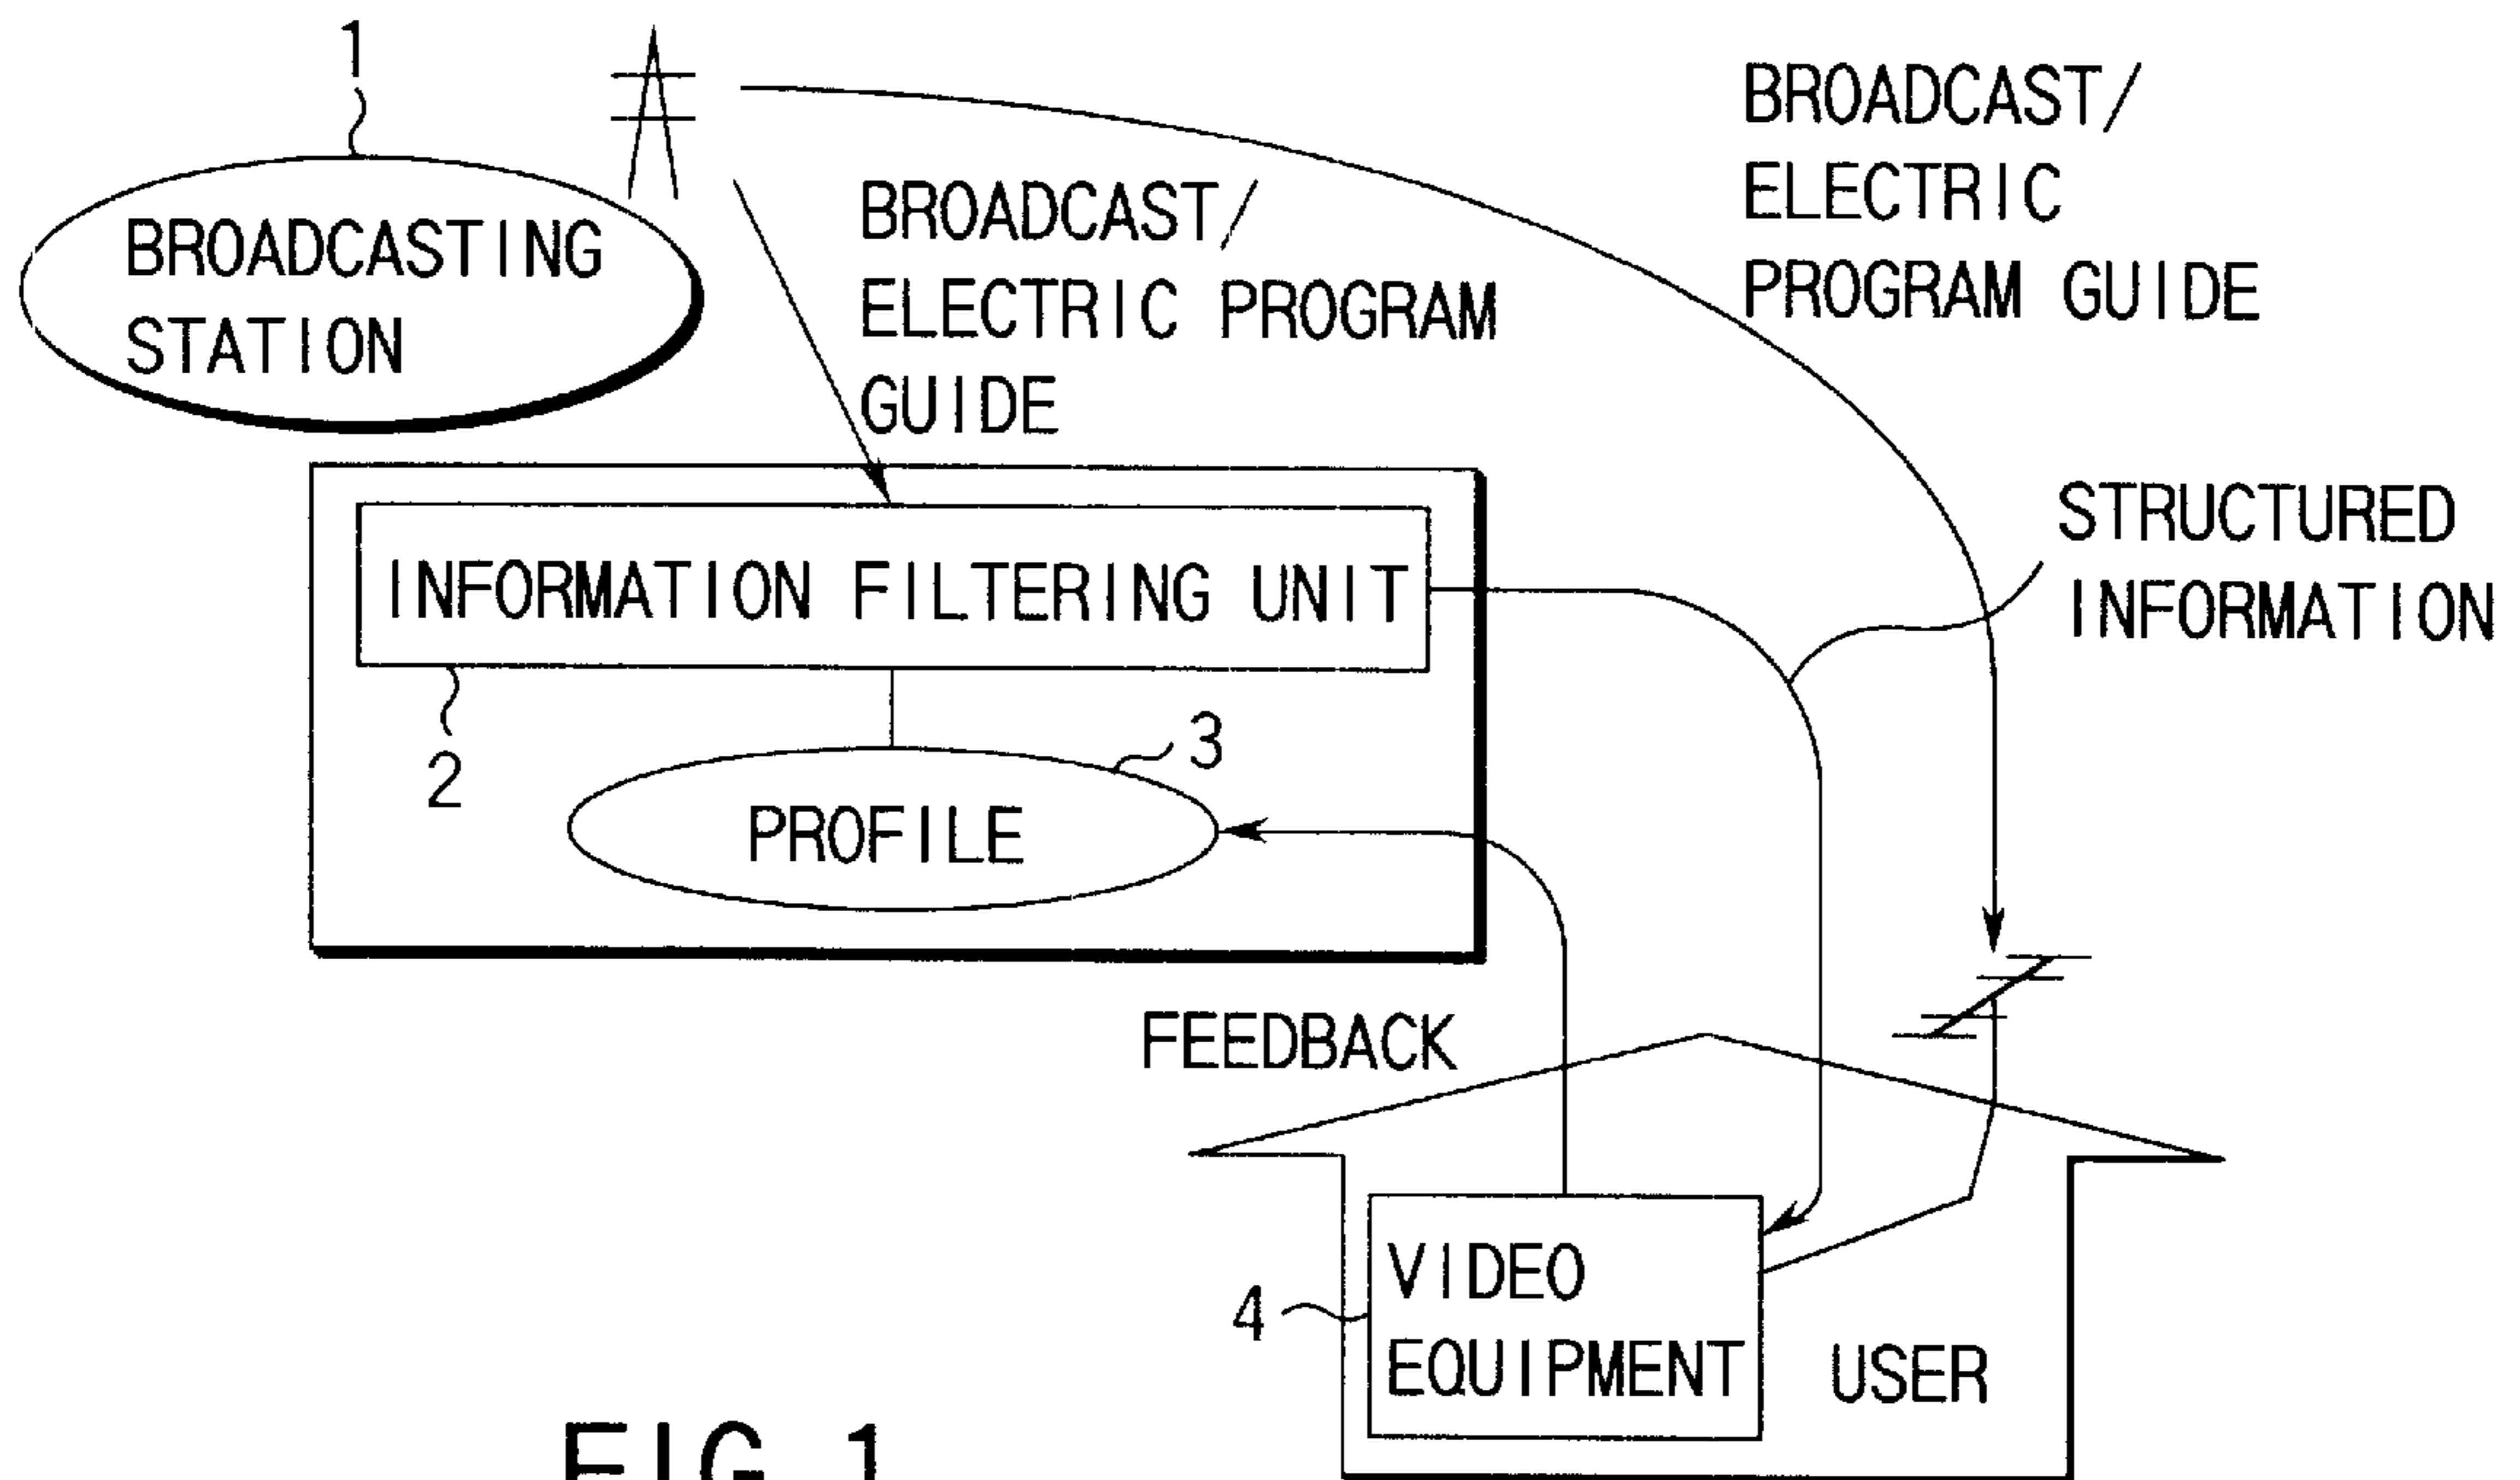 1
BROADCASTING
STATION
BROADCAST/
ELECTRIC PROGRAM
GUIDE
BROADCAST/
ELECTRIC
PROGRAM GUIDE
STRUCTURED
INFORMATION
INFORMATION FILTERING UNIT
2
3
PROFILE
FEEDBACK
4
VIDEO
EQUIPMENT
USER
FIG.1